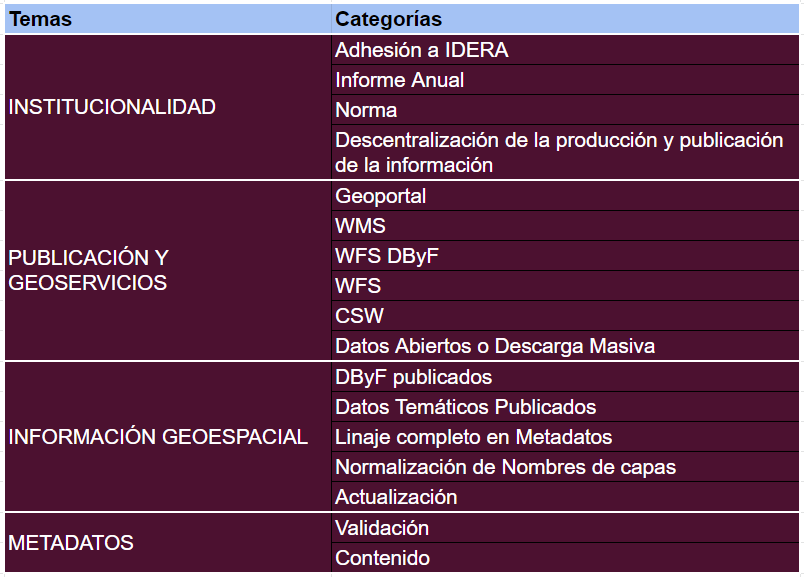 Temas
Categorías
INSTITUCIONALIDAD
Adhesión a IDERA
Informe Anual
Norma
Descentralización de la producción y publicación
de la información
PUBLICACIÓN Y
GEOSERVICIOS
Geoportal
WMS
WFS DByF
WFS
CSW
Datos Abiertos o Descarga Masiva
INFORMACIÓN GEOESPACIAL
DByF publicados
Datos Temáticos Publicados
Linaje completo en Metadatos
Normalización de Nombres de capas
Actualización
METADATOS
Validación
Contenido